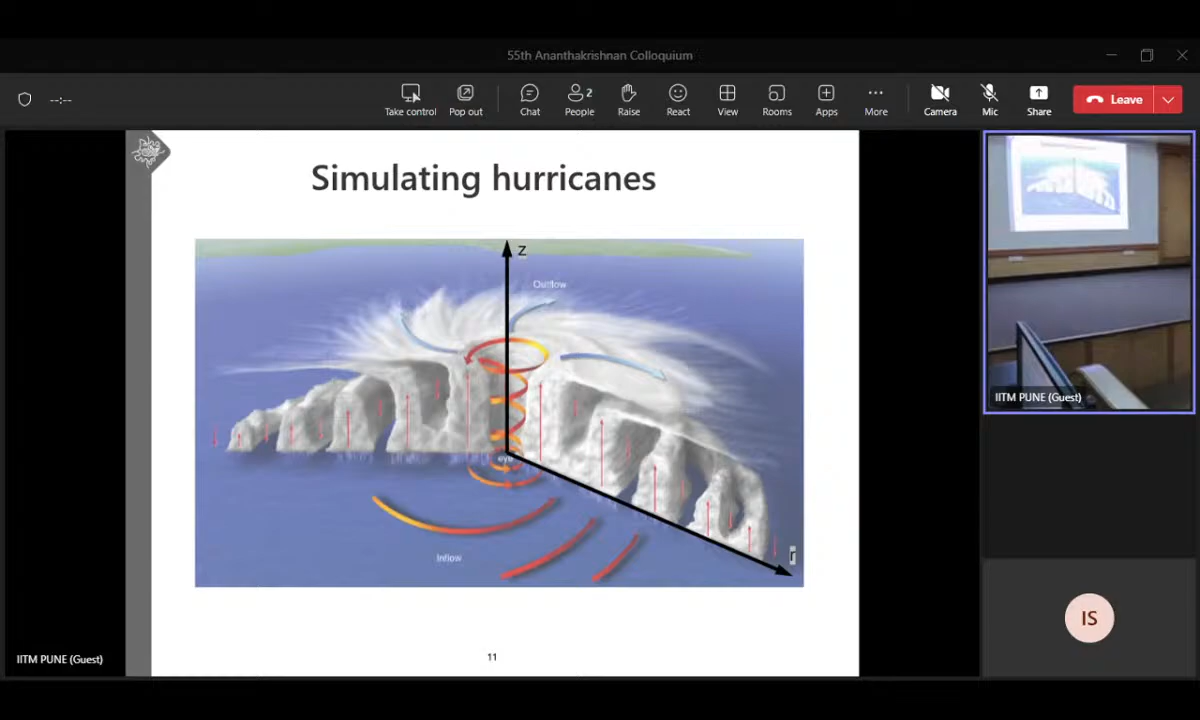 55th Ananthakrishnan Colloquium
--:--
Take control
Pop out
Chat
2
People
Raise
React
View
Rooms
Apps
More
Camera
Mic
Share
Leave
Simulating hurricanes
Z
Outflow
eye
Inflow
r
11
IITM PUNE (Guest)
IITM PUNE (Guest)
IS